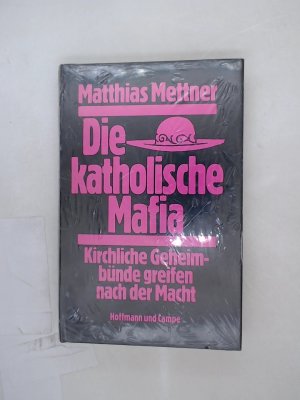 Matthias Mettner
Die
katholische
Mafia
Kirchliche Geheim-
bünde greifen
nach der Macht
Hoffmann und Campe